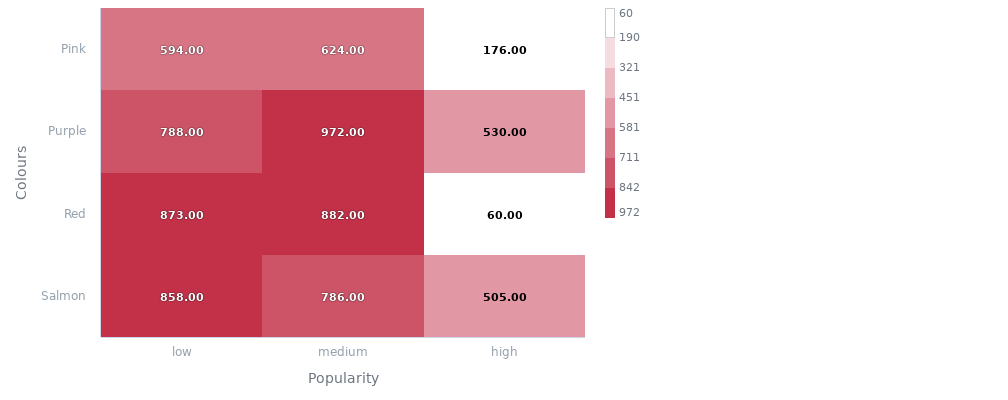 60
Pink 594.00 624.00 176.00
190
321
451
Purple 788.00 972.00 530.00
581
711
Colours
842
Red 873.00 882.00 60.00
972
Salmon 858.00 786.00 505.00
low medium high
Popularity